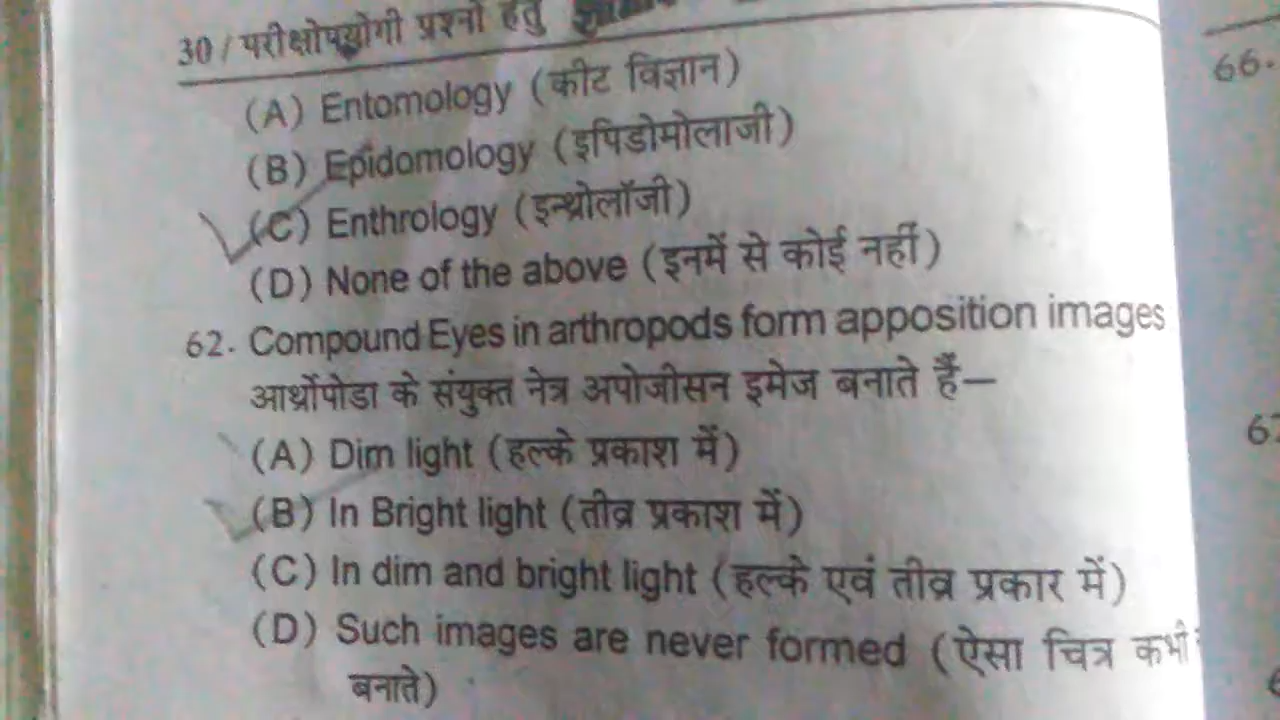 30 / परीक्षोपयोगी प्रश्नों हेतु
(A) Entomology (कीट विज्ञान)
(B) Epidomology (इपिडोमोलाजी)
(C) Enthrology (इन्थ्रोलॉजी)
(D) None of the above (इनमें से कोई नहीं)
62. Compound Eyes in arthropods form apposition images
आर्थ्रोपोडा के संयुक्त नेत्र अपोजीसन इमेज बनाते हैं—
(A) Dim light (हल्के प्रकाश में)
(B) In Bright light (तीव्र प्रकाश में)
(C) In dim and bright light (हल्के एवं तीव्र प्रकार में)
(D) Such images are never formed (ऐसा चित्र कभी
बनाते)
66.